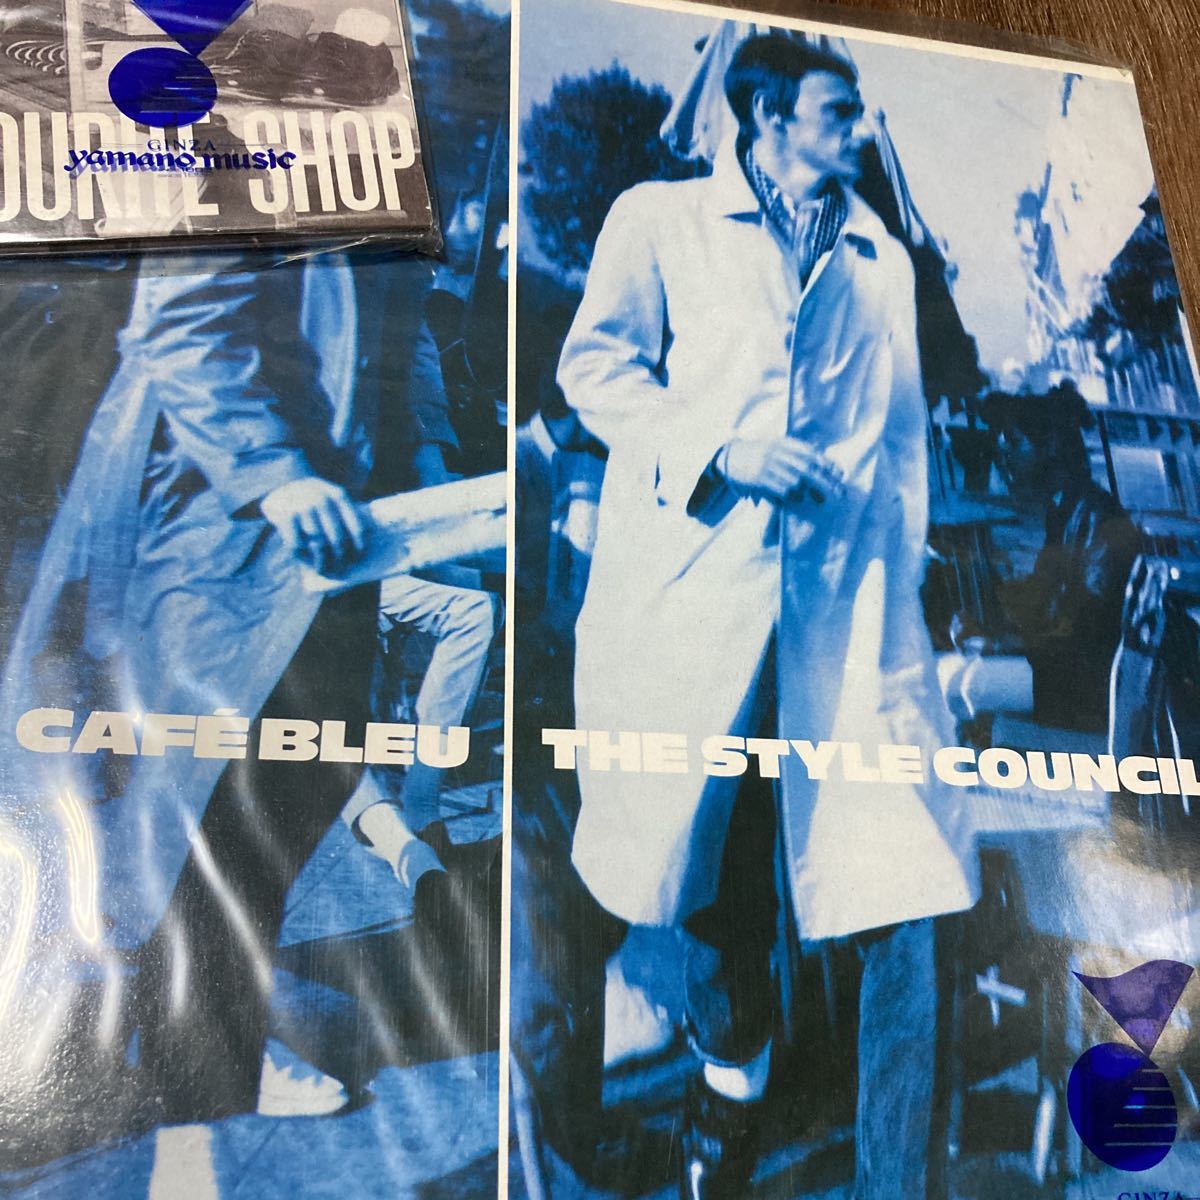 OURITE SHOP
GINZA
yamano music
CAFÉ BLEU
THE STYLE COUNCIL
GINZA